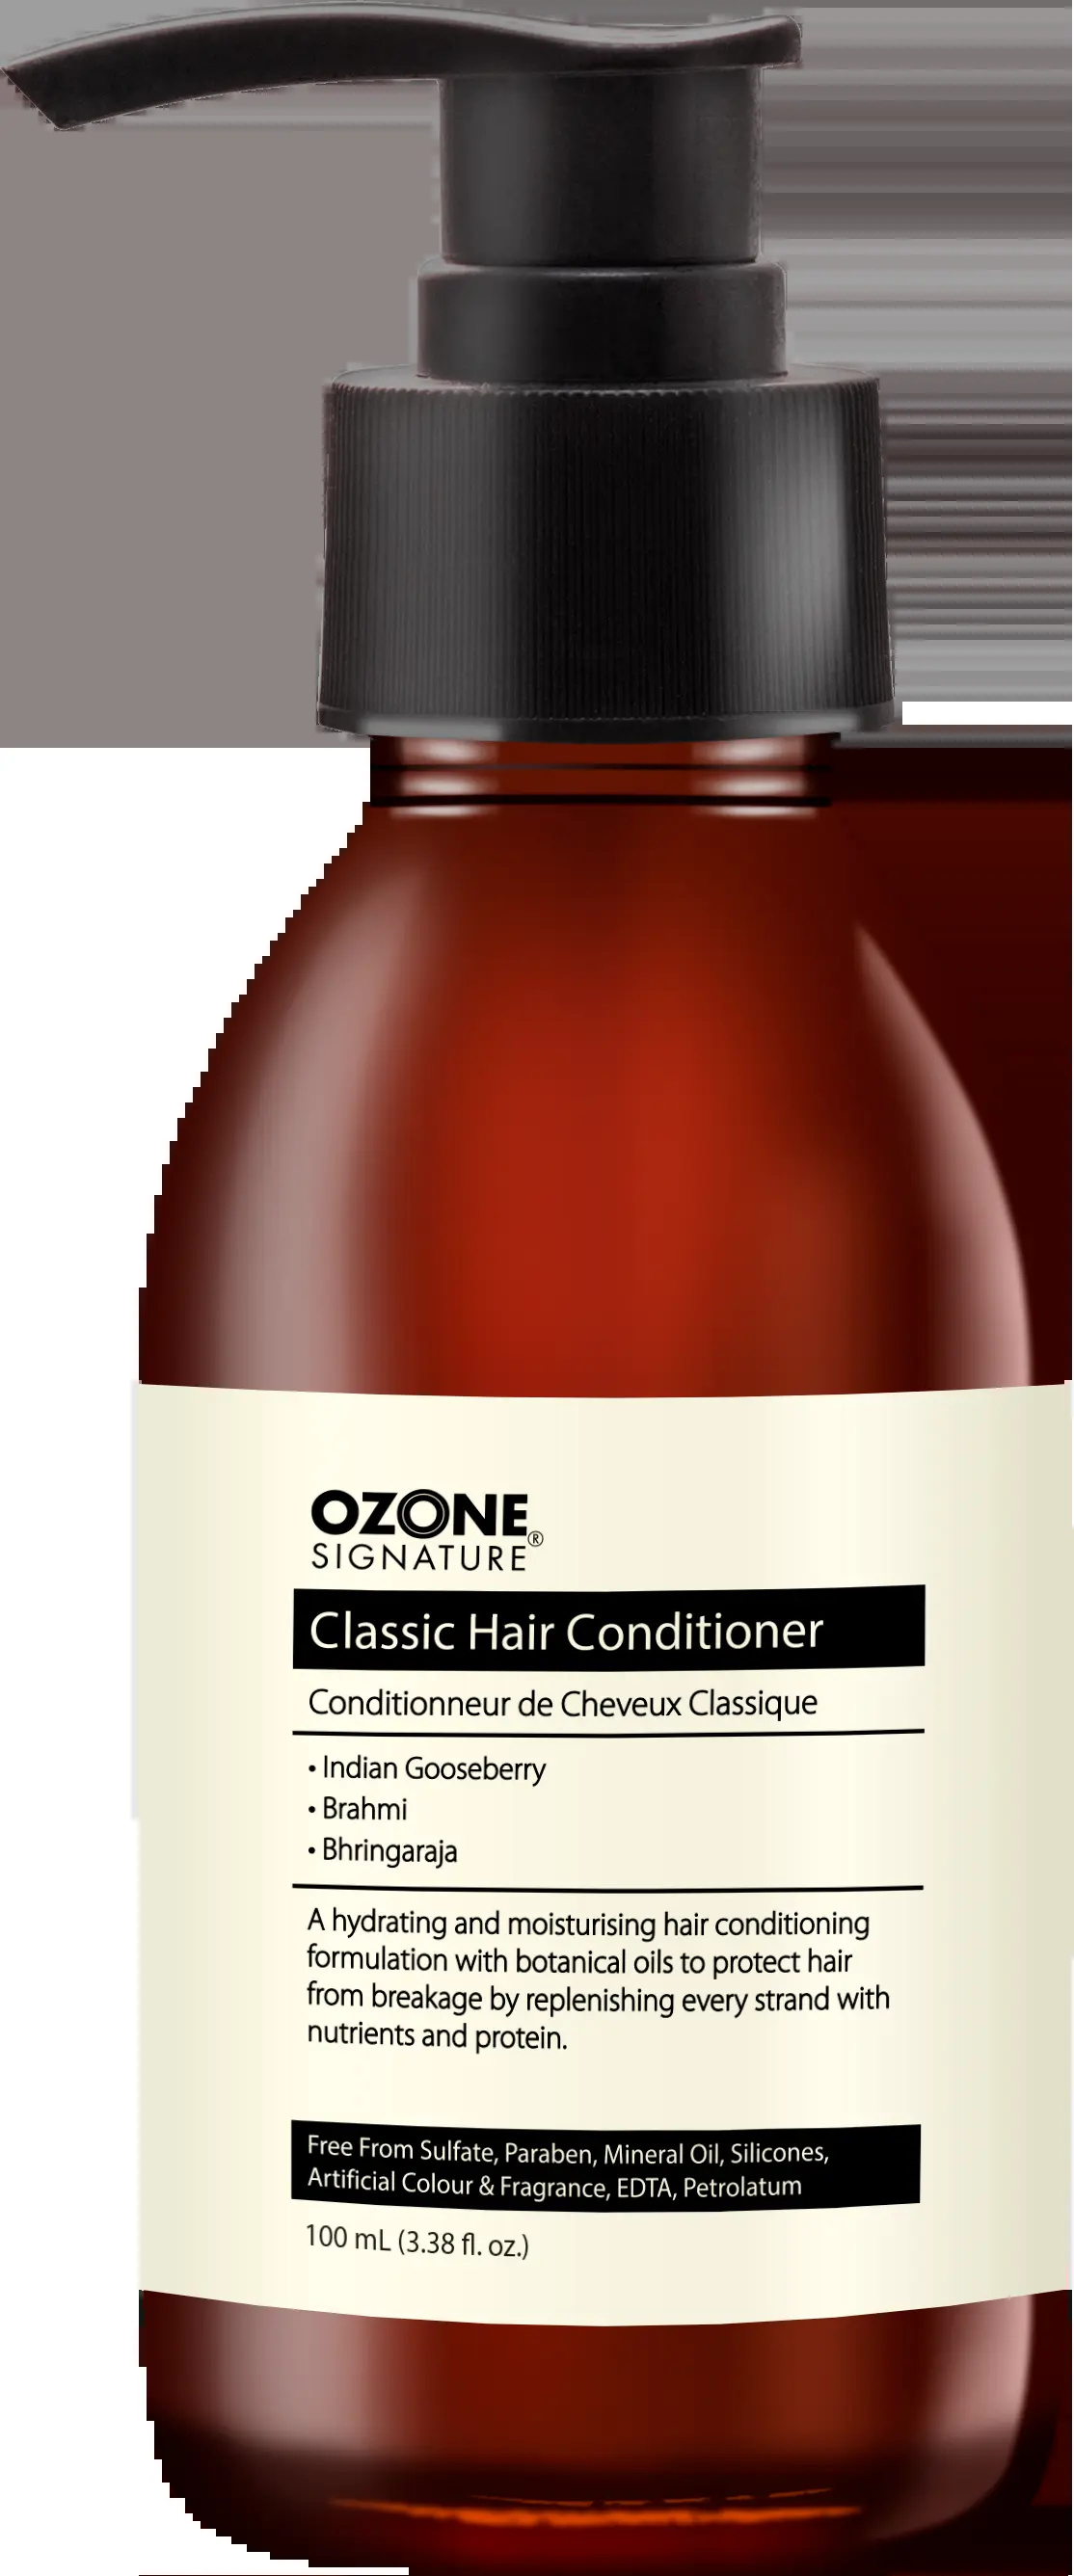 OZONE
SIGNATURE®
Classic Hair Conditioner
Conditionneur de Cheveux Classique
• Indian Gooseberry
• Brahmi
• Bhringaraja
A hydrating and moisturising hair conditioning
formulation with botanical oils to protect hair
from breakage by replenishing every strand with
nutrients and protein.
Free From Sulfate, Paraben, Mineral Oil, Silicones,
Artificial Colour & Fragrance, EDTA, Petrolatum
100 mL (3.38 fl. oz.)